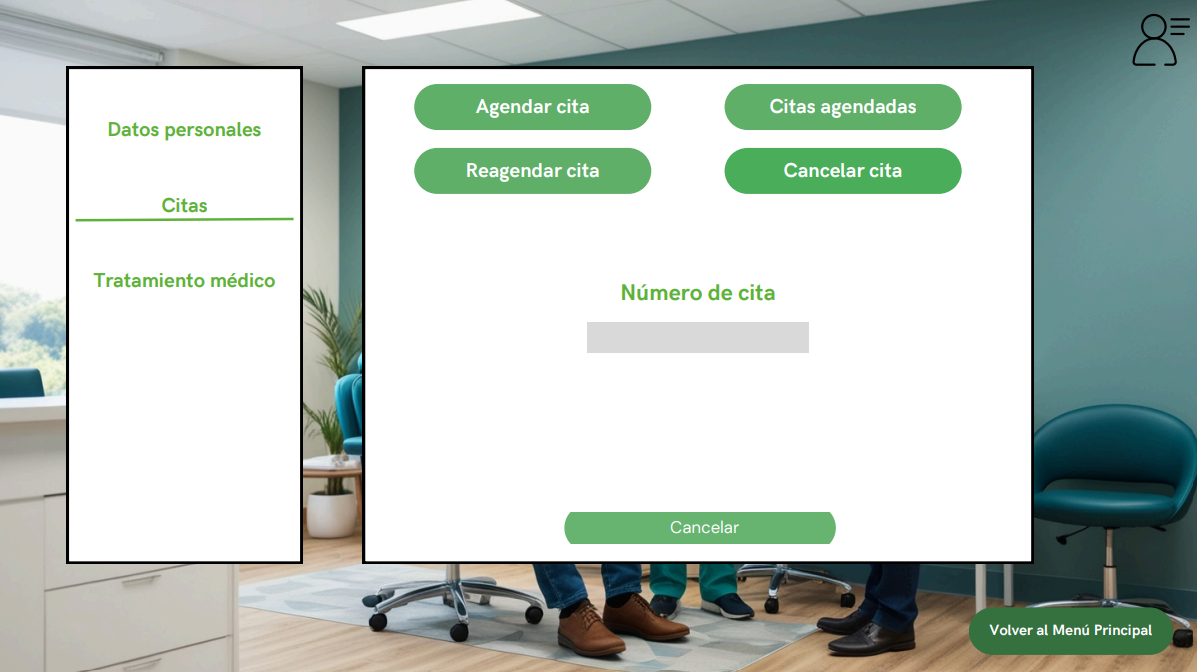 Datos personales
Citas
Tratamiento médico
Agendar cita
Citas agendadas
Reagendar cita
Cancelar cita
Número de cita
Cancelar
Volver al Menú Principal